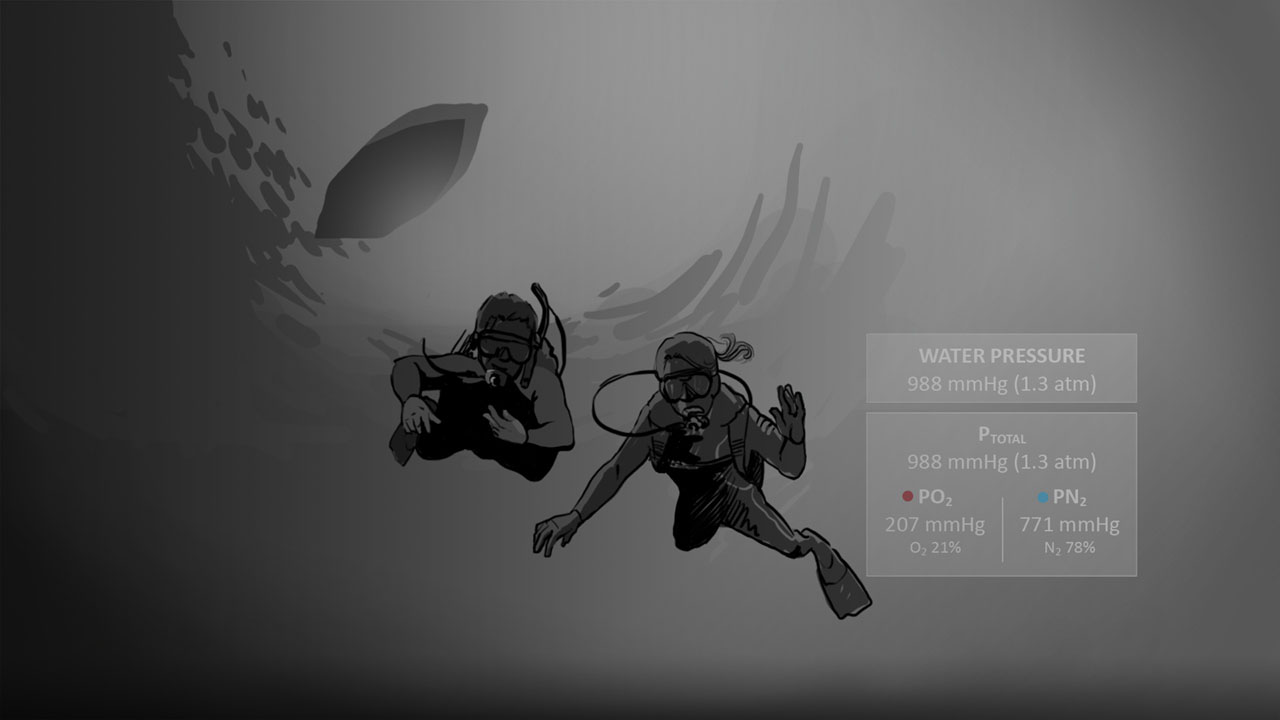 WATER PRESSURE
988 mmHg (1.3 atm)
PTOTAL
988 mmHg (1.3 atm)
PO₂ PN₂
207 mmHg 771 mmHg
O₂ 21% N₂ 78%